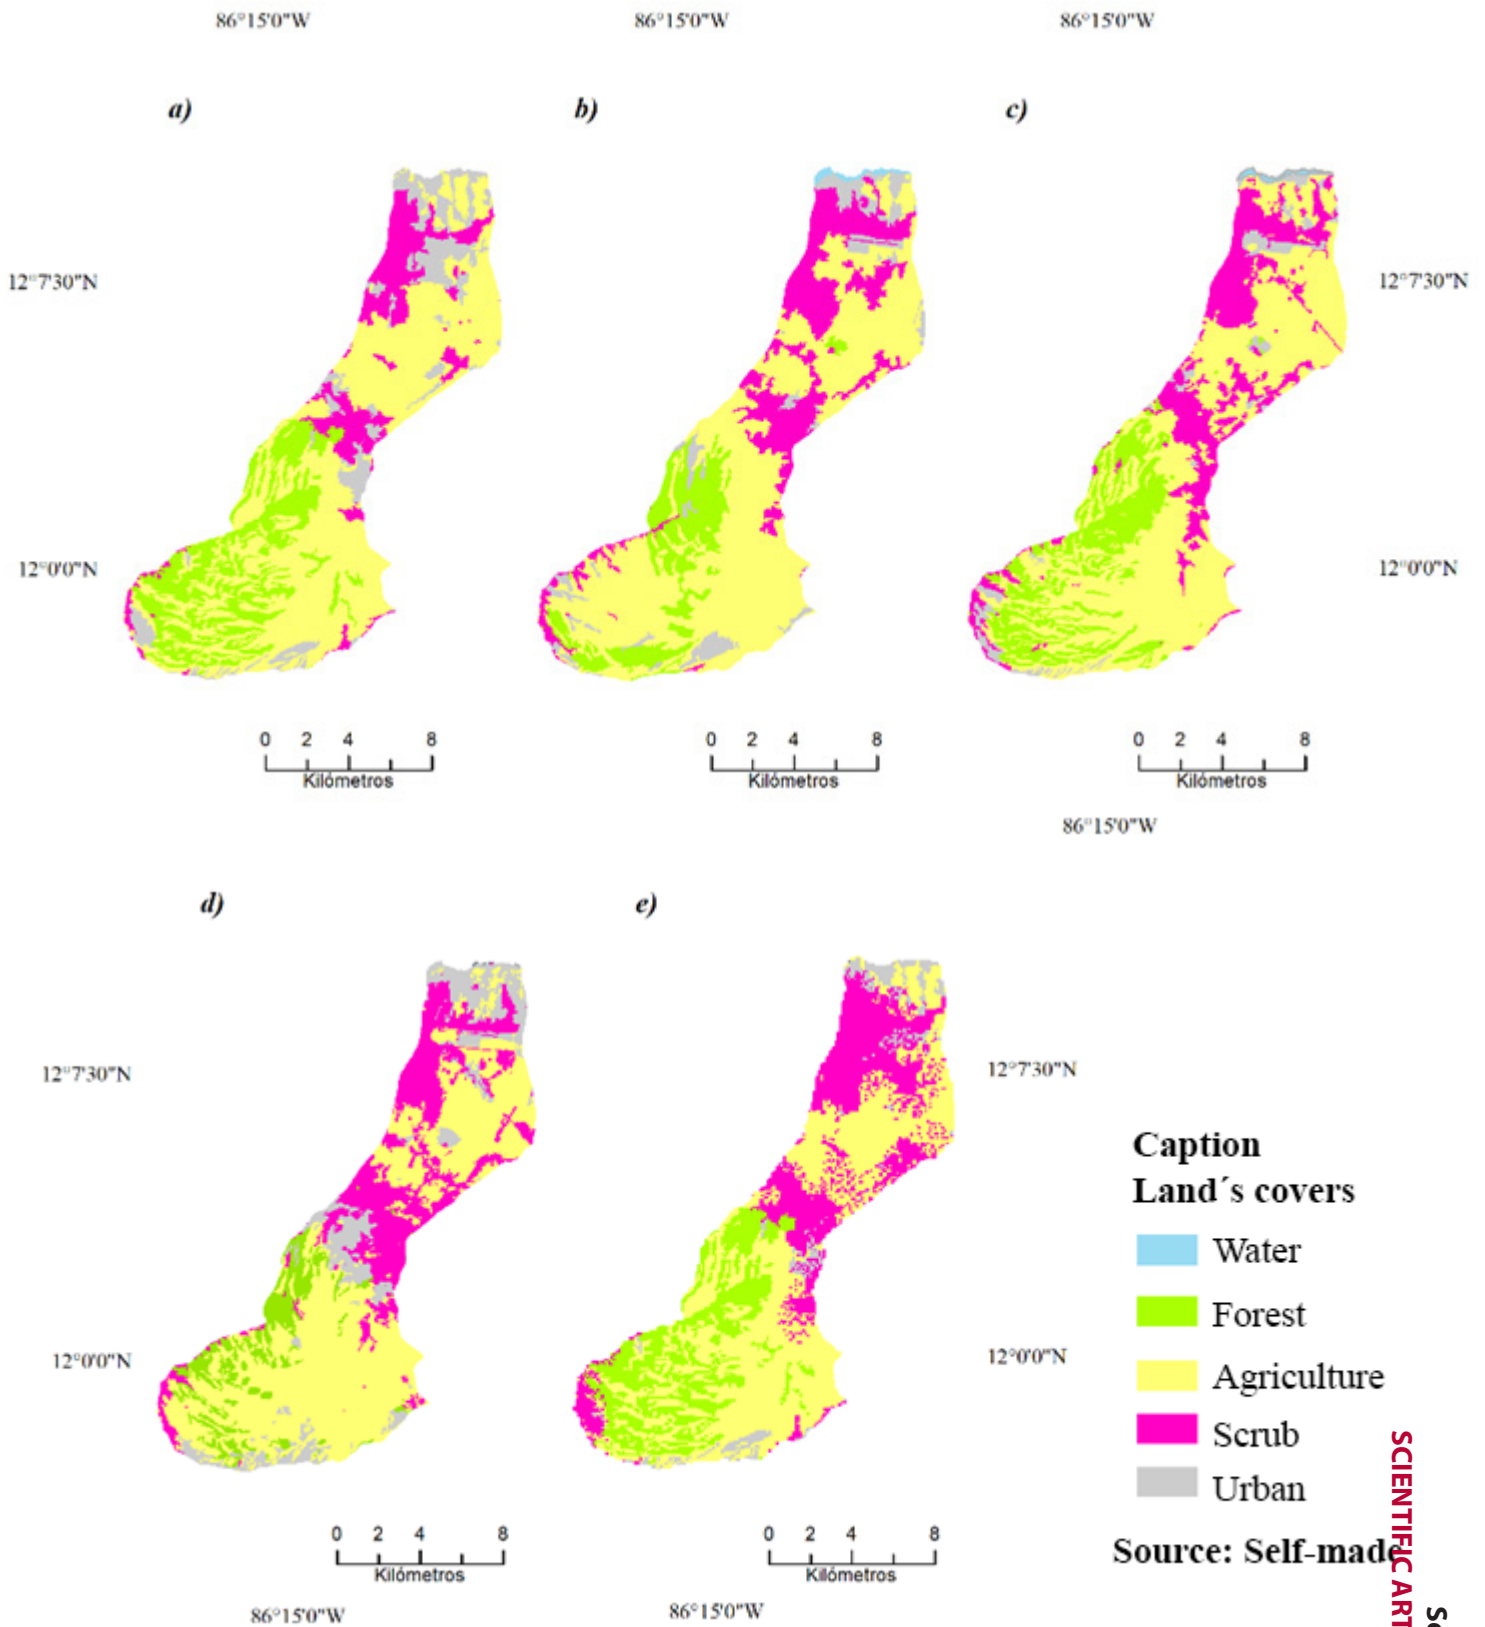 86°15'0"W 86°15'0"W 86°15'0"W
a) b) c)
12°7'30"N 12°7'30"N
12°0'0"N 12°0'0"N
0 2 4 8 0 2 4 8 0 2 4 8
Kilómetros Kilómetros Kilómetros
86°15'0"W
d) e)
12°7'30"N 12°7'30"N
Caption
Land´s covers
Water
Forest
12°0'0"N 12°0'0"N
Agriculture
Scrub
Urban
0 2 4 8 0 2 4 8
Kilómetros Kilómetros
Source: Self-made
86°15'0"W 86°15'0"W
SCIENTIFIC ART